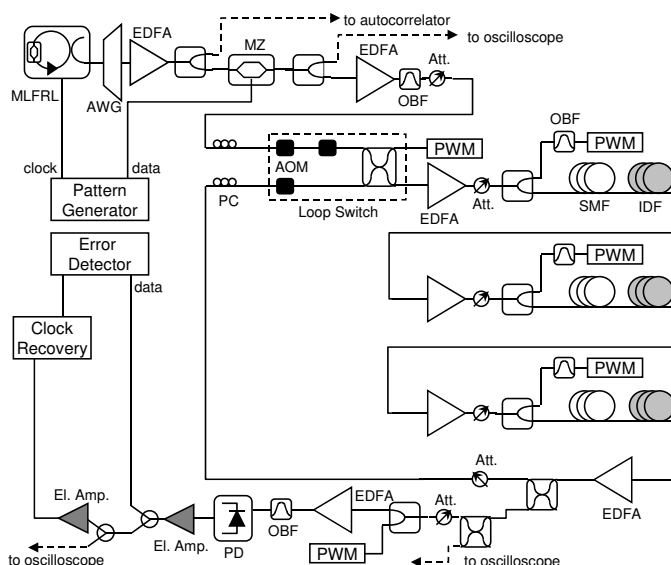 to autocorrelator
EDFA
MZ
to oscilloscope
EDFA
Att.
MLFRL
AWG
OBF
clock
data
Pattern
Generator
PC
AOM
Loop Switch
PWM
EDFA
Att.
OBF
PWM
SMF
IDF
Error
Detector
data
Clock
Recovery
PWM
PWM
Att.
EDFA
El. Amp.
El. Amp.
PD
OBF
EDFA
Att.
PWM
to oscilloscope
to oscilloscope